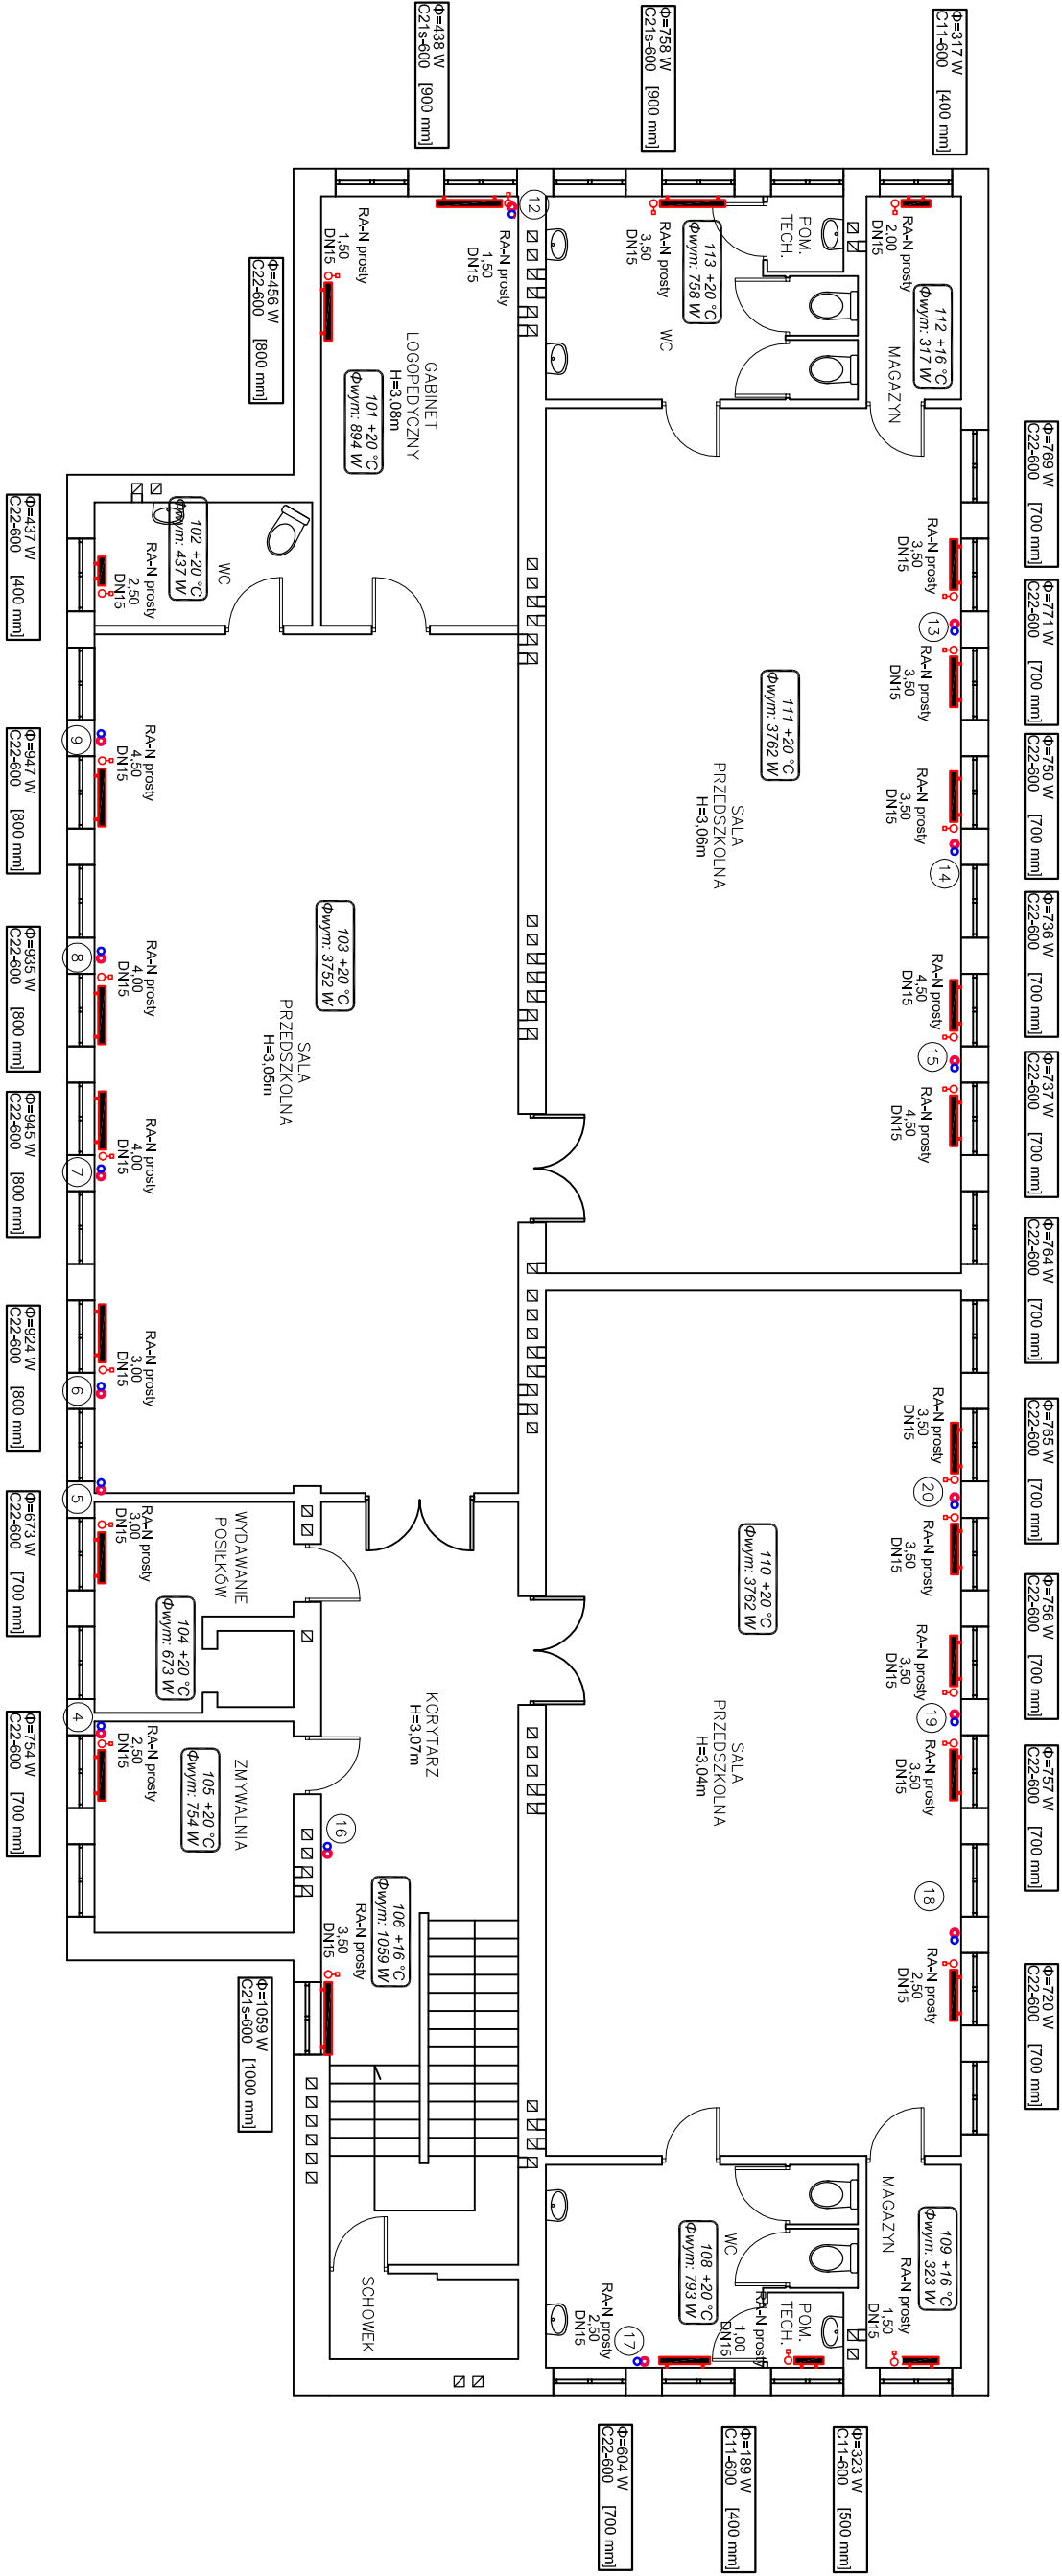 Φ=438 W
C21s-600 [900 mm]
Φ=758 W
C21s-600 [900 mm]
Φ=317 W
C11-600 [400 mm]
Φ=769 W
C22-600 [700 mm]
Φ=771 W
C22-600 [700 mm]
Φ=750 W
C22-600 [700 mm]
Φ=736 W
C22-600 [700 mm]
Φ=737 W
C22-600 [700 mm]
Φ=764 W
C22-600 [700 mm]
Φ=765 W
C22-600 [700 mm]
Φ=756 W
C22-600 [700 mm]
Φ=757 W
C22-600 [700 mm]
Φ=720 W
C22-600 [700 mm]
RA-N prosty
2,00
DN15
112 +16 °C
Φwym: 317 W
MAGAZYN
POM.
TECH.
RA-N prosty
3,50
DN15
113 +20 °C
Φwym: 758 W
WC
12
RA-N prosty
1,50
DN15
RA-N prosty
1,50
DN15
GABINET
LOGOPEDYCZNY
H=3,08m
101 +20 °C
Φwym: 894 W
Φ=456 W
C22-600 [800 mm]
RA-N prosty
3,50
DN15
13
RA-N prosty
3,50
DN15
RA-N prosty
3,50
DN15
14
RA-N prosty
4,50
DN15
15
RA-N prosty
4,50
DN15
111 +20 °C
Φwym: 3762 W
SALA
PRZEDSZKOLNA
H=3,06m
102 +20 °C
Φwym: 437 W
WC
RA-N prosty
2,50
DN15
9
RA-N prosty
4,50
DN15
8
RA-N prosty
4,00
DN15
RA-N prosty
4,00
DN15
7
RA-N prosty
3,00
DN15
6
5
103 +20 °C
Φwym: 3752 W
SALA
PRZEDSZKOLNA
H=3,05m
Φ=437 W
C22-600 [400 mm]
Φ=947 W
C22-600 [800 mm]
Φ=935 W
C22-600 [800 mm]
Φ=945 W
C22-600 [800 mm]
Φ=924 W
C22-600 [800 mm]
Φ=673 W
C22-600 [700 mm]
Φ=754 W
C22-600 [700 mm]
RA-N prosty
3,50
DN15
20
RA-N prosty
3,50
DN15
RA-N prosty
3,50
DN15
19
RA-N prosty
3,50
DN15
18
RA-N prosty
2,50
DN15
110 +20 °C
Φwym: 3762 W
SALA
PRZEDSZKOLNA
H=3,04m
RA-N prosty
3,00
DN15
WYDAWANIE
POSIŁKÓW
104 +20 °C
Φwym: 673 W
4
RA-N prosty
2,50
DN15
105 +20 °C
Φwym: 754 W
ZMYWALNIA
KORYTARZ
H=3,07m
16
106 +16 °C
Φwym: 1059 W
RA-N prosty
3,50
DN15
Φ=1059 W
C21s-600 [1000 mm]
SCHOWEK
MAGAZYN
109 +16 °C
Φwym: 323 W
RA-N prosty
1,50
DN15
WC
108 +20 °C
Φwym: 793 W
POM.
TECH.
RA-N prosty
1,00
DN15
17
RA-N prosty
2,50
DN15
Φ=604 W
C22-600 [700 mm]
Φ=189 W
C11-600 [400 mm]
Φ=323 W
C11-600 [500 mm]